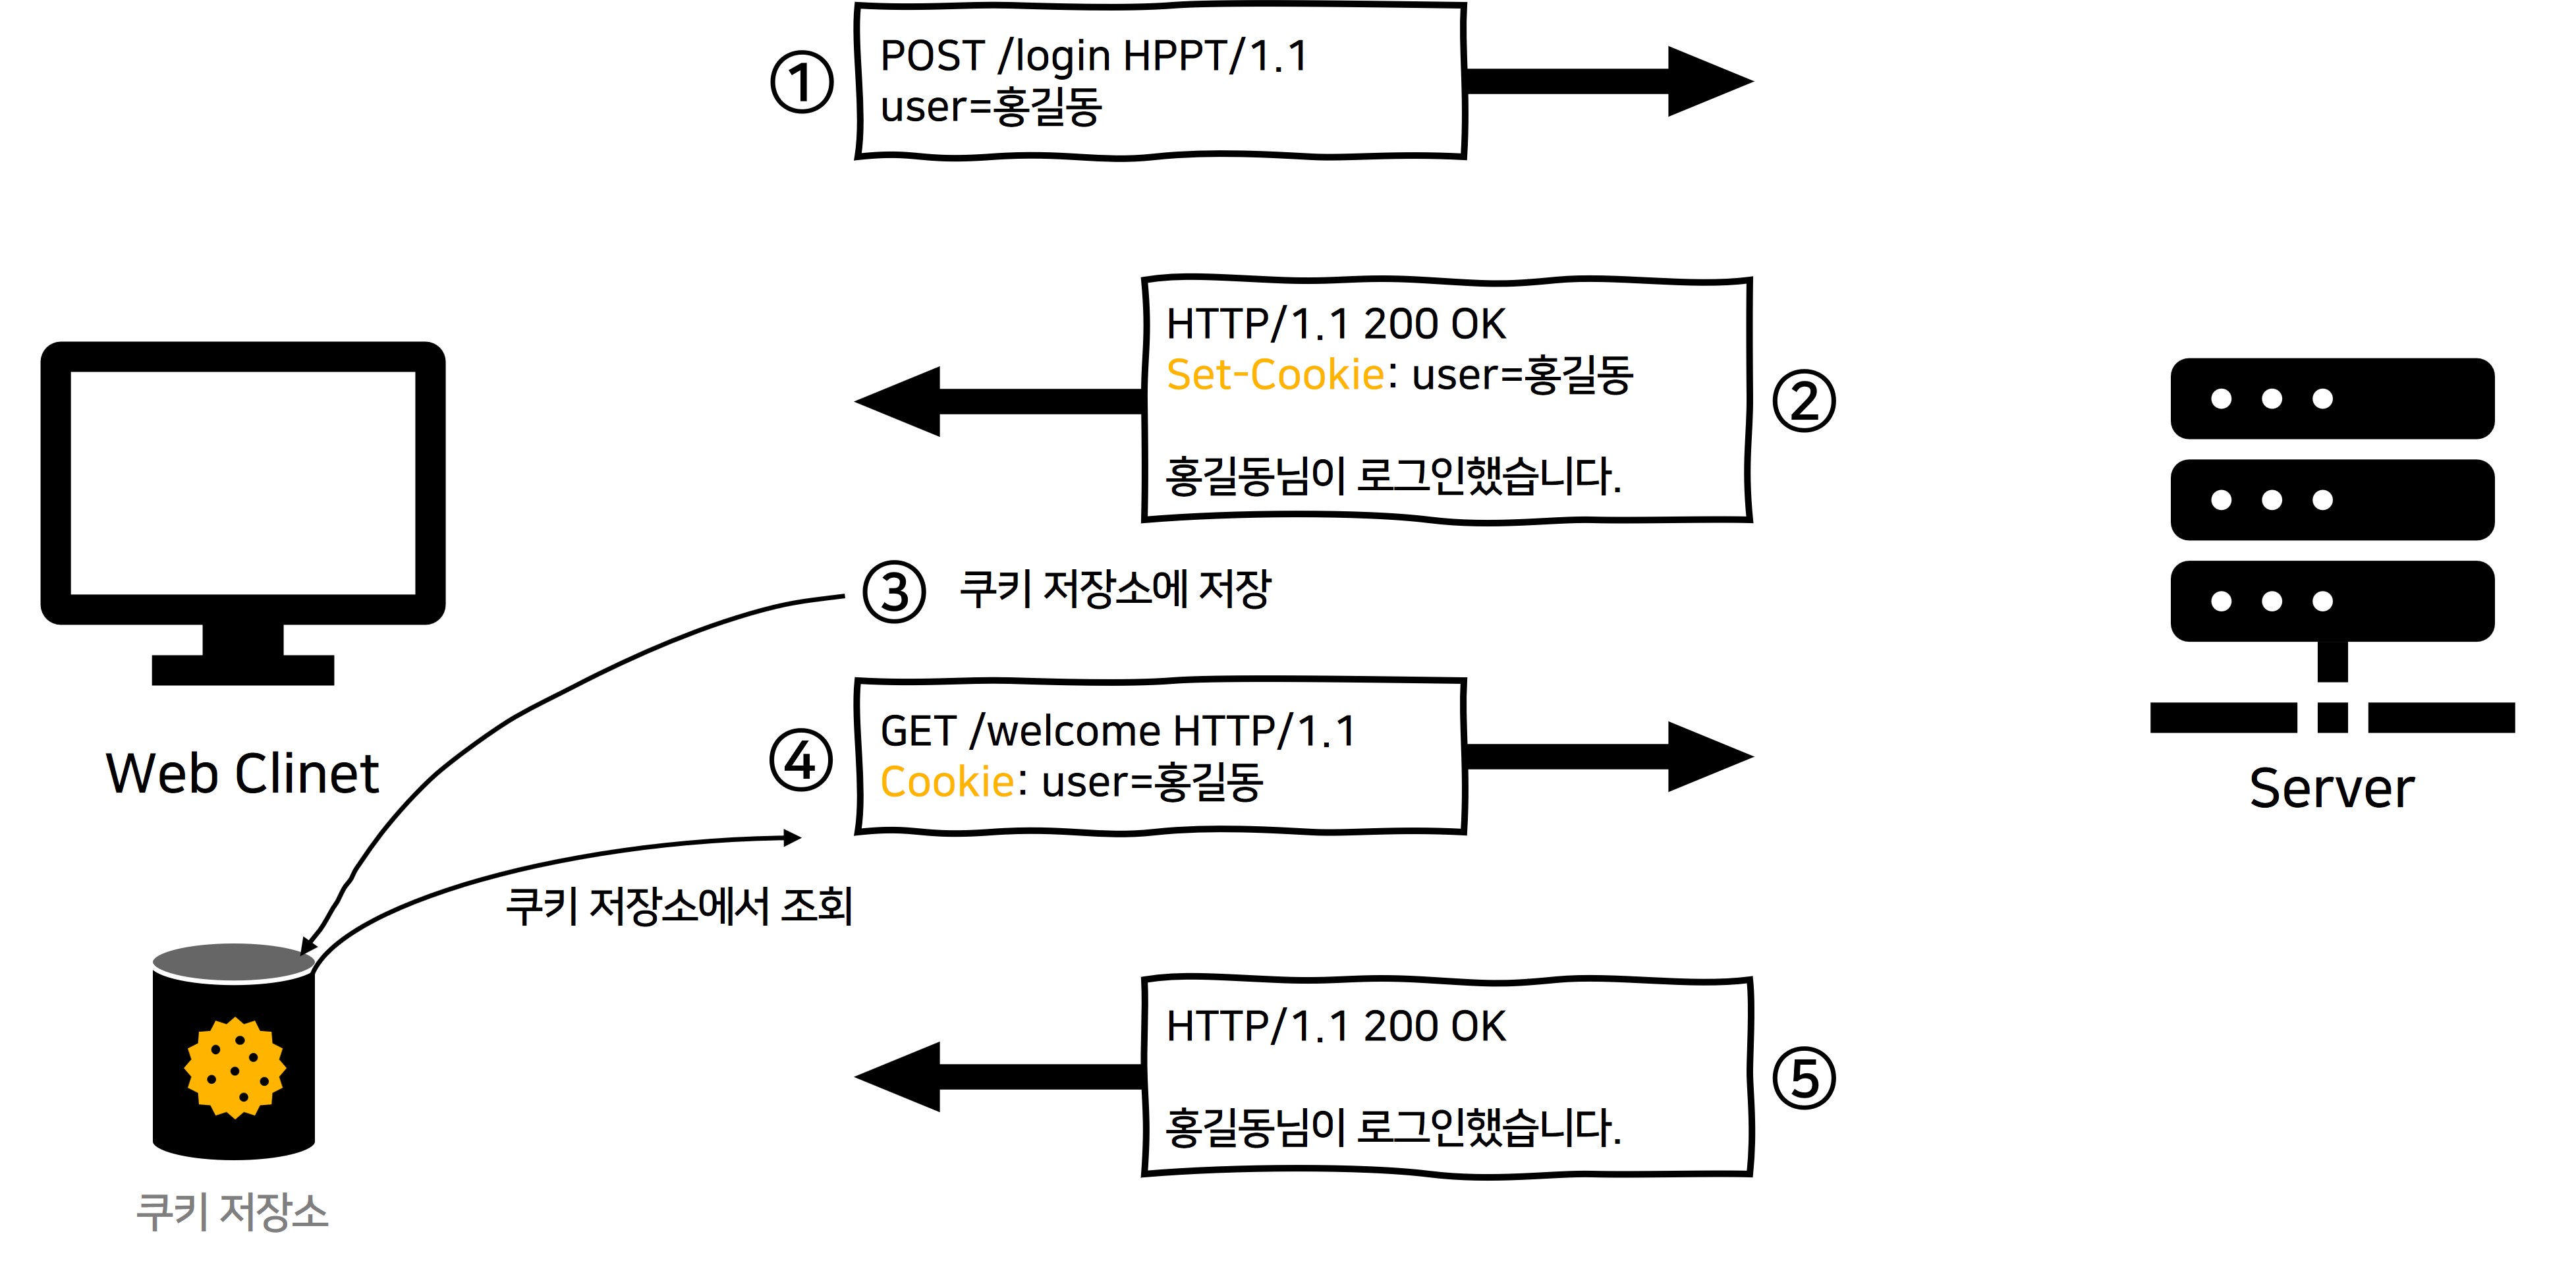 ①
POST /login HPPT/1.1
user=홍길동
HTTP/1.1 200 OK
Set-Cookie: user=홍길동
홍길동님이 로그인했습니다.
②
③ 쿠키 저장소에 저장
④
GET /welcome HTTP/1.1
Cookie: user=홍길동
Web Clinet
Server
쿠키 저장소에서 조회
HTTP/1.1 200 OK
홍길동님이 로그인했습니다.
⑤
쿠키 저장소